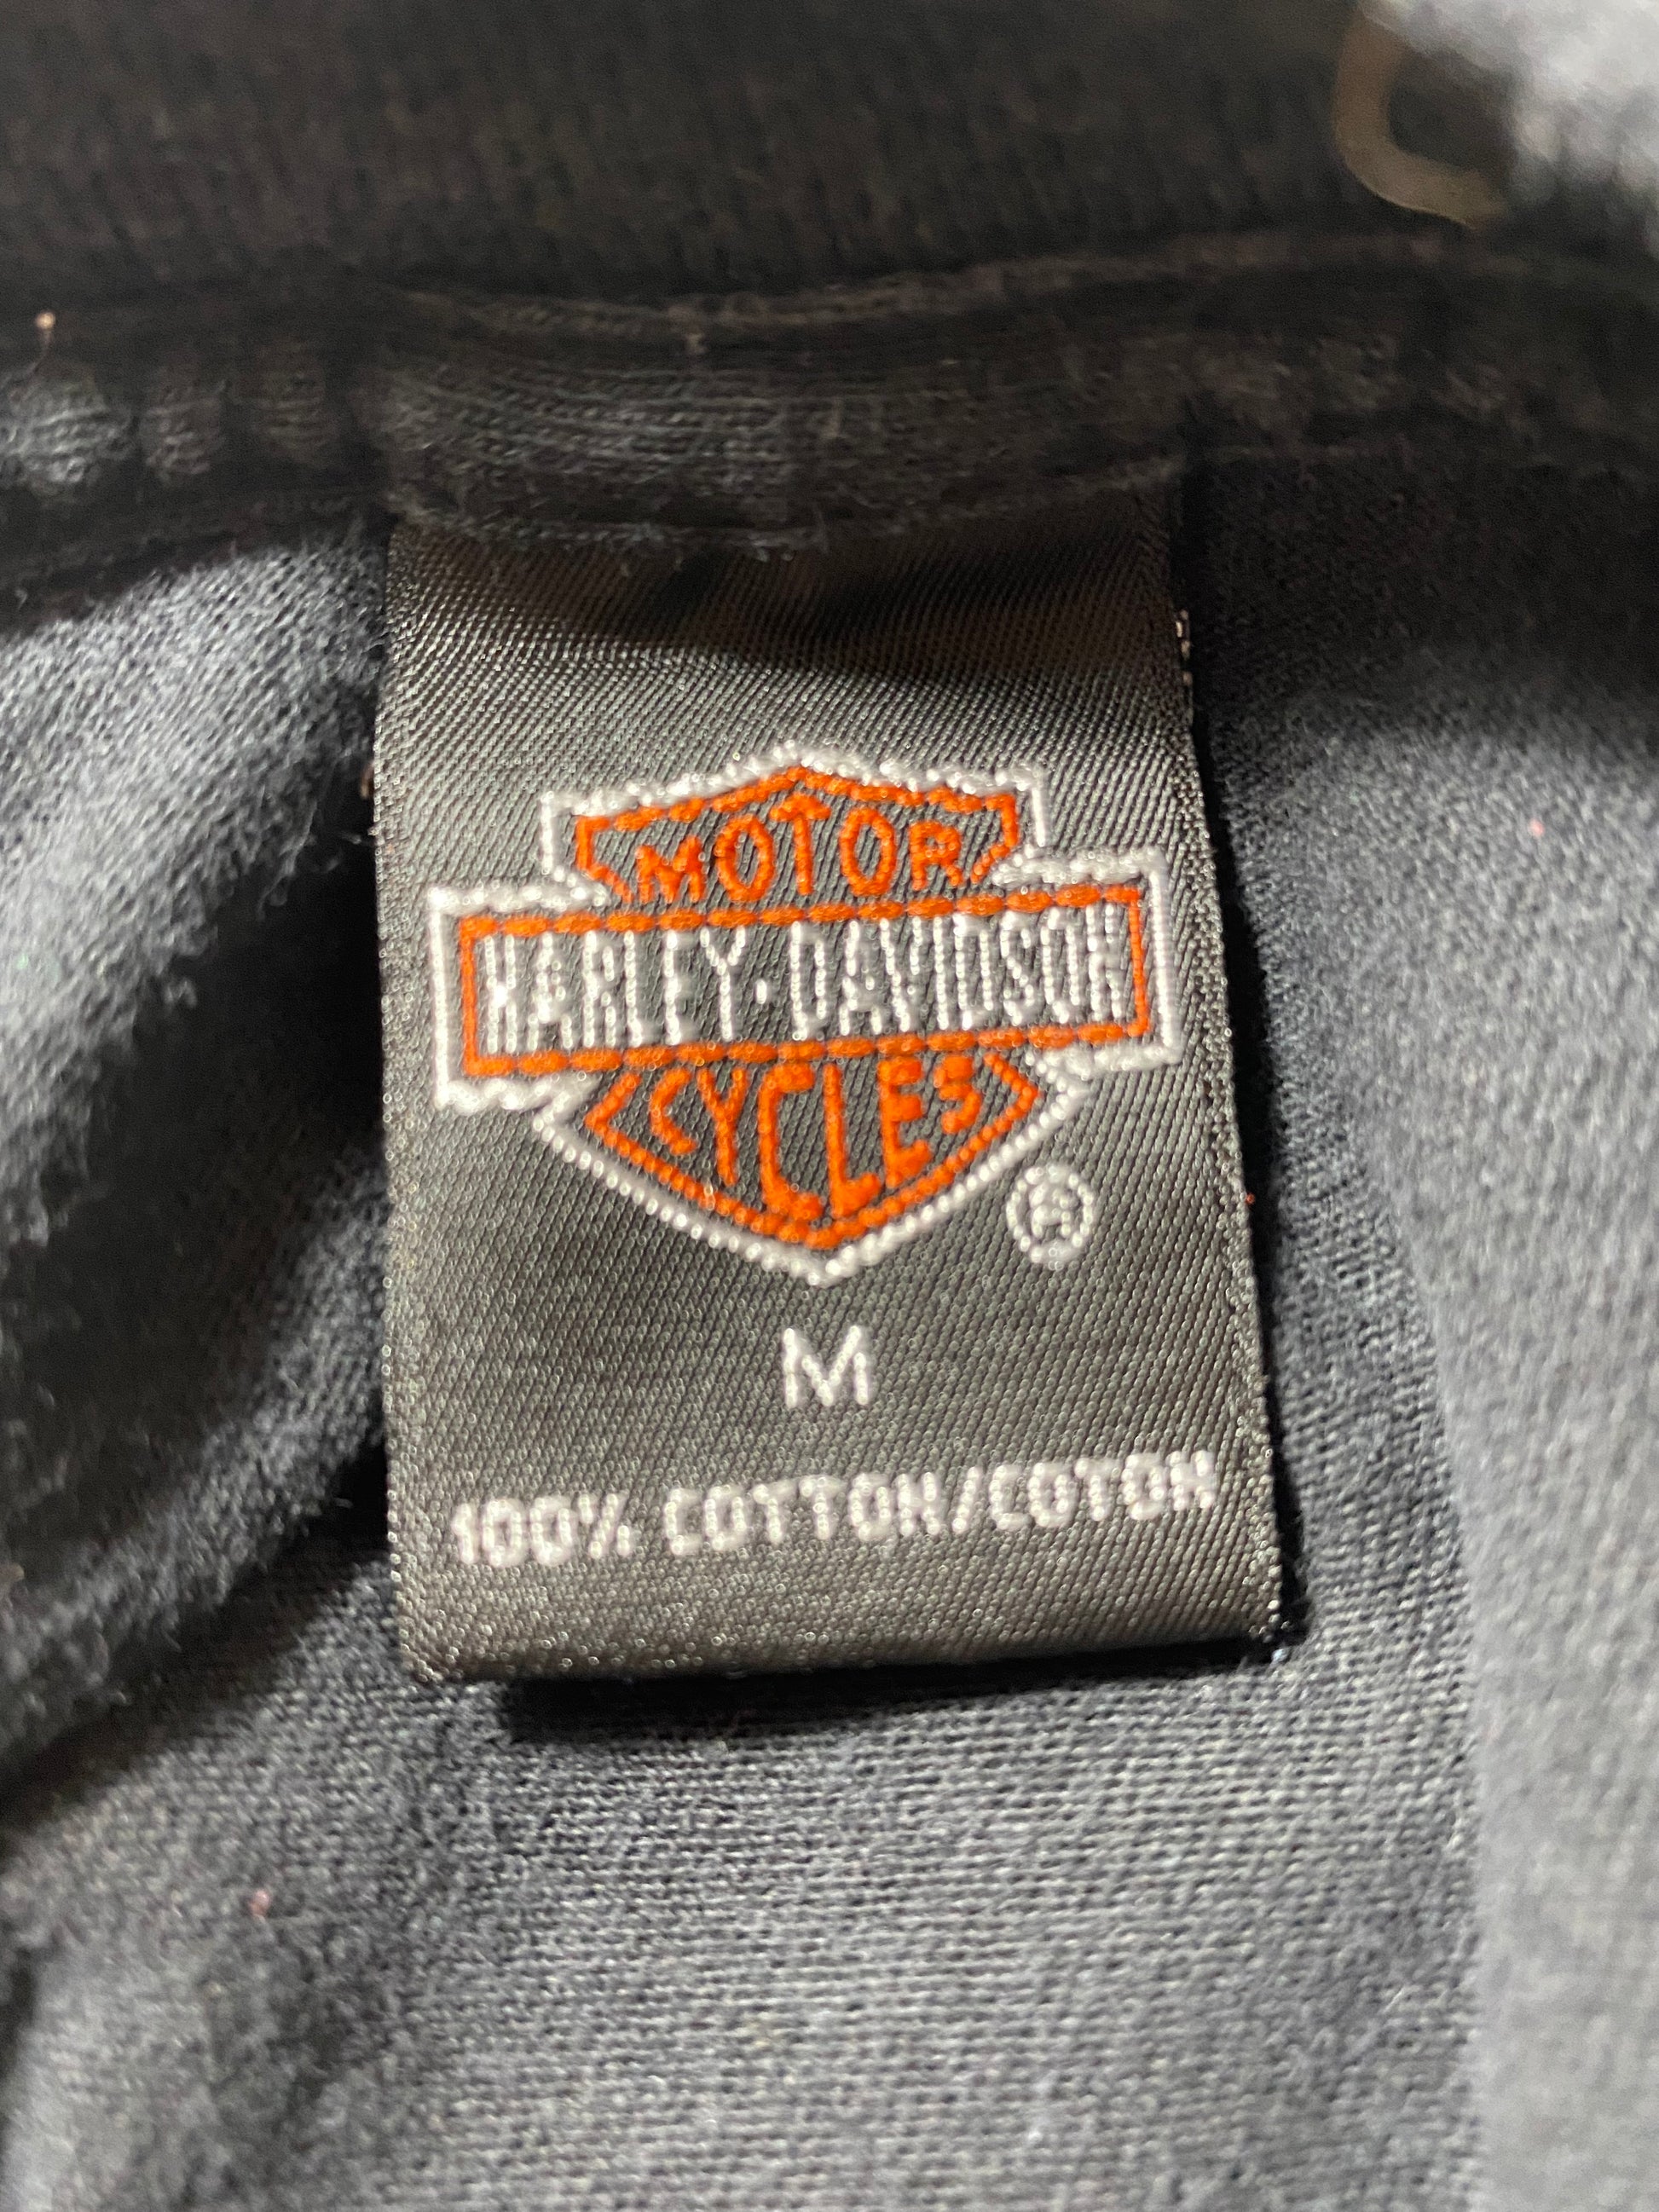 MOTOR
HARLEY-DAVIDSON
CYCLES
®
M
100% COTTON/COTON